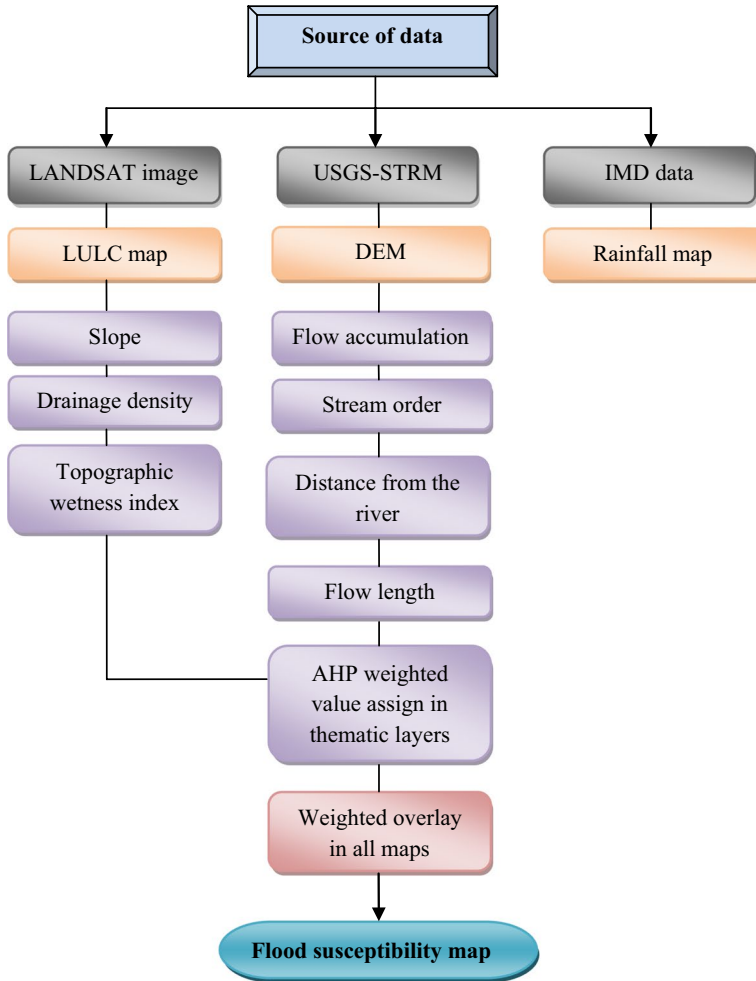 Source of data
LANDSAT image
USGS-STRM
IMD data
LULC map
DEM
Rainfall map
Slope
Flow accumulation
Drainage density
Stream order
Topographic
wetness index
Distance from the
river
Flow length
AHP weighted
value assign in
thematic layers
Weighted overlay
in all maps
Flood susceptibility map